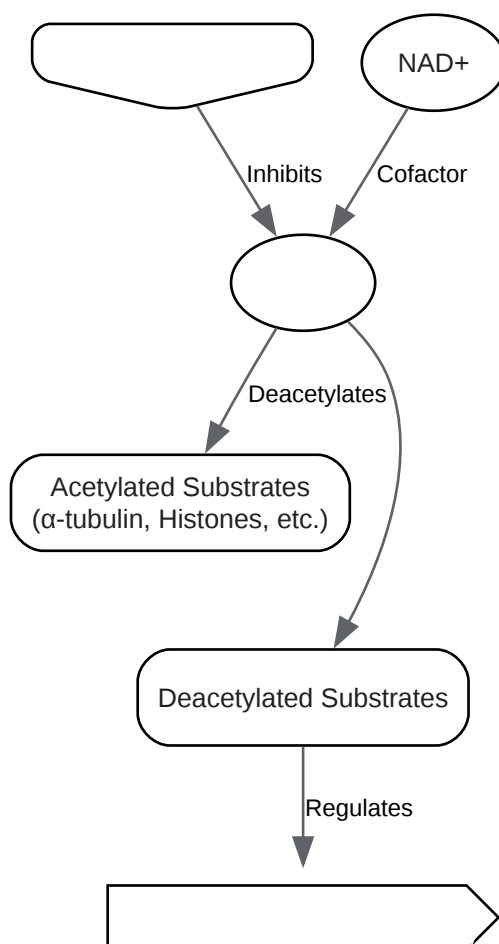 NAD+
Inhibits
Cofactor
Deacetylates
Acetylated Substrates
(α-tubulin, Histones, etc.)
Deacetylated Substrates
Regulates